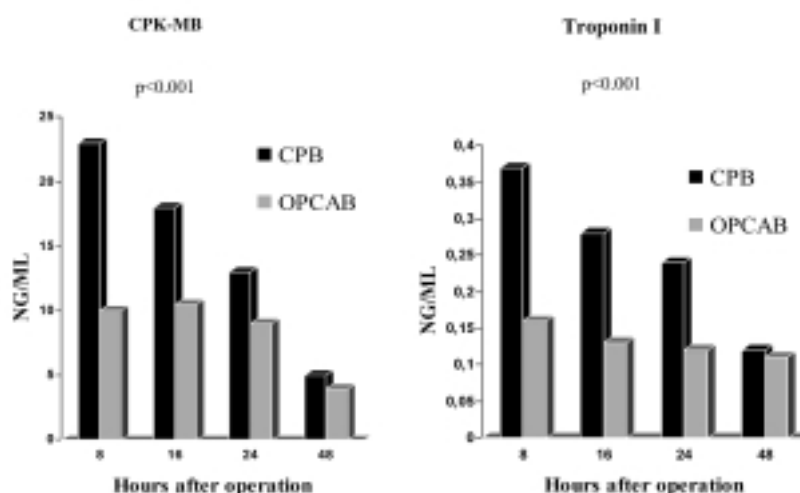 CPK-MB
p<0.001
25
20
15
10
5
0
NG/ML
CPB
OPCAB
8 16 24 48
Hours after operation
Troponin I
p<0.001
0,4
0,35
0,3
0,25
0,2
0,15
0,1
0,05
0
NG/ML
CPB
OPCAB
8 16 24 48
Hours after operation